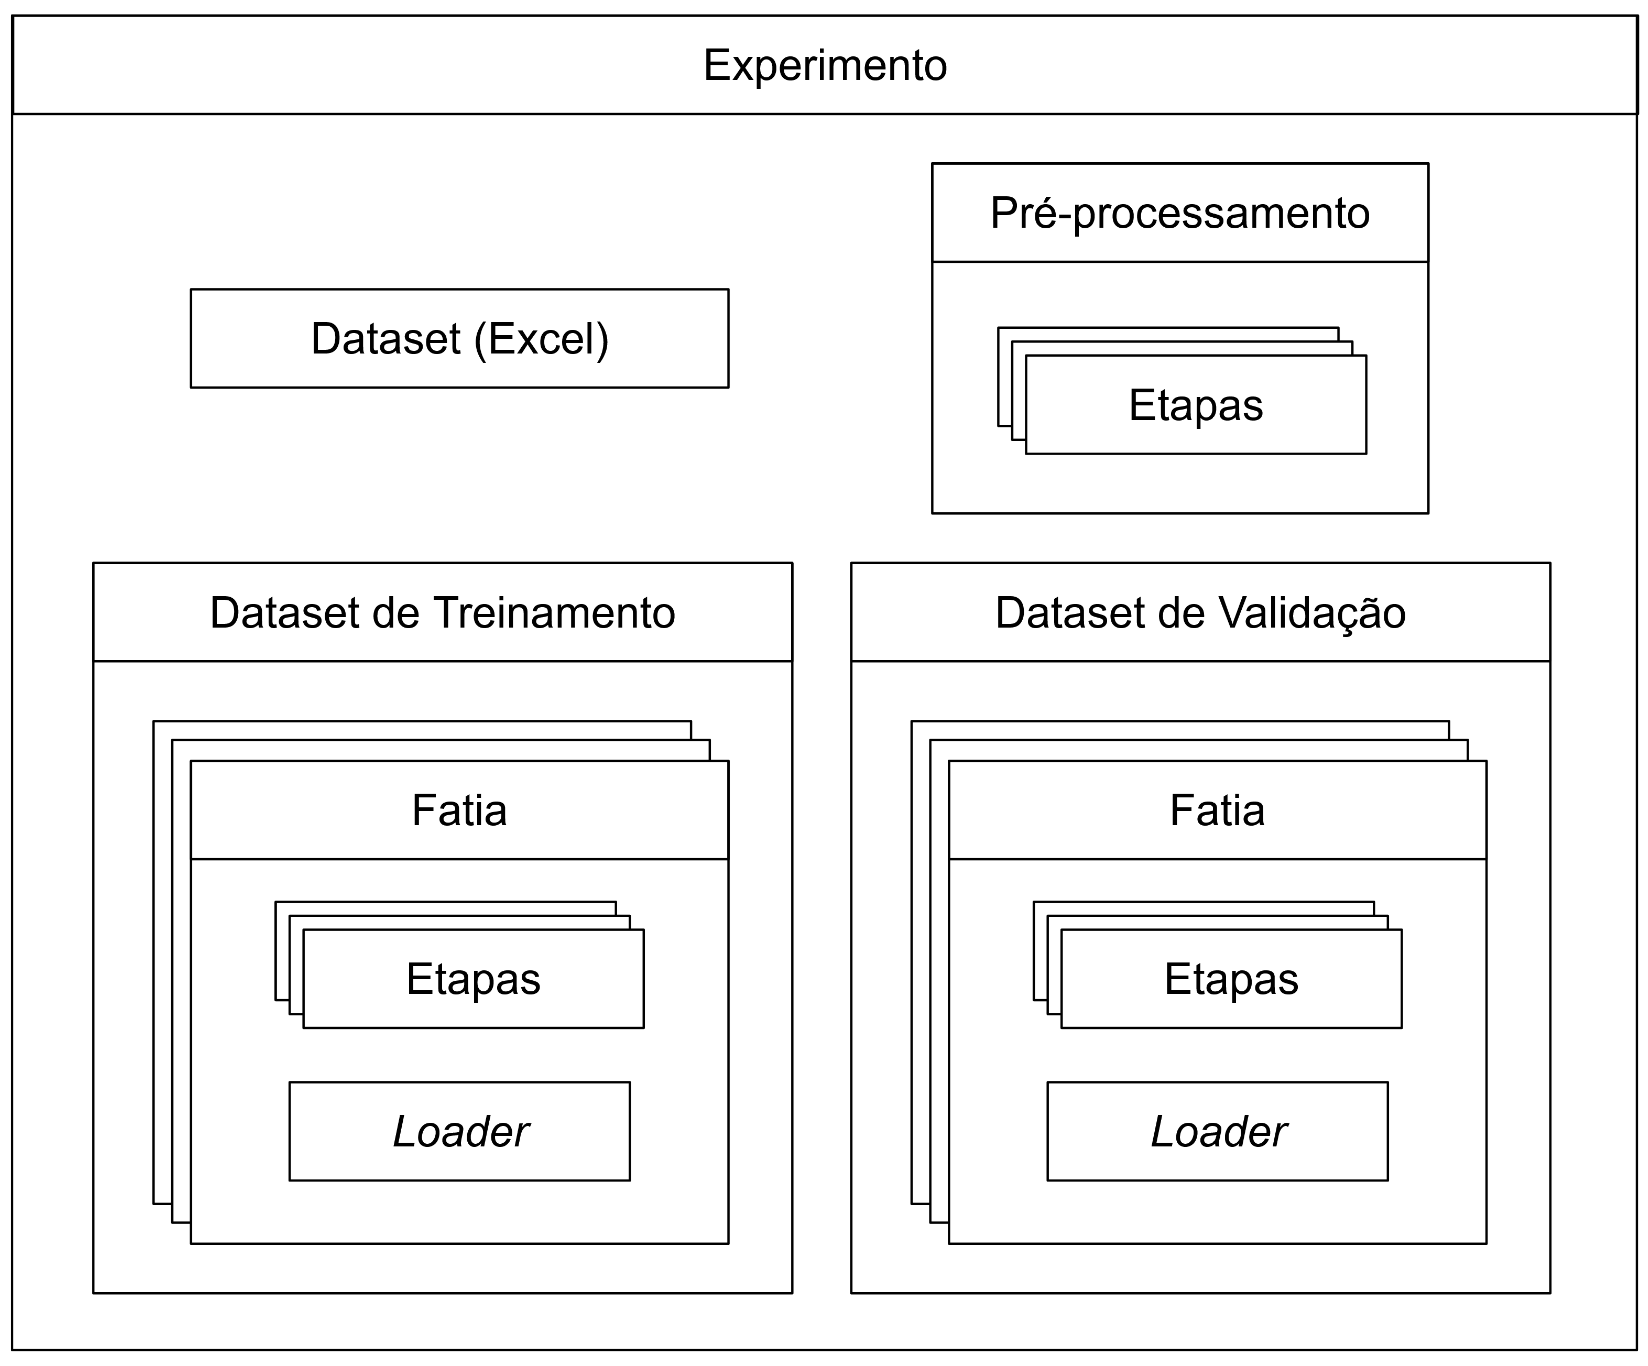 Experimento
Pré-processamento
Dataset (Excel)
Etapas
Dataset de Treinamento
Fatia
Etapas
Loader
Dataset de Validação
Fatia
Etapas
Loader